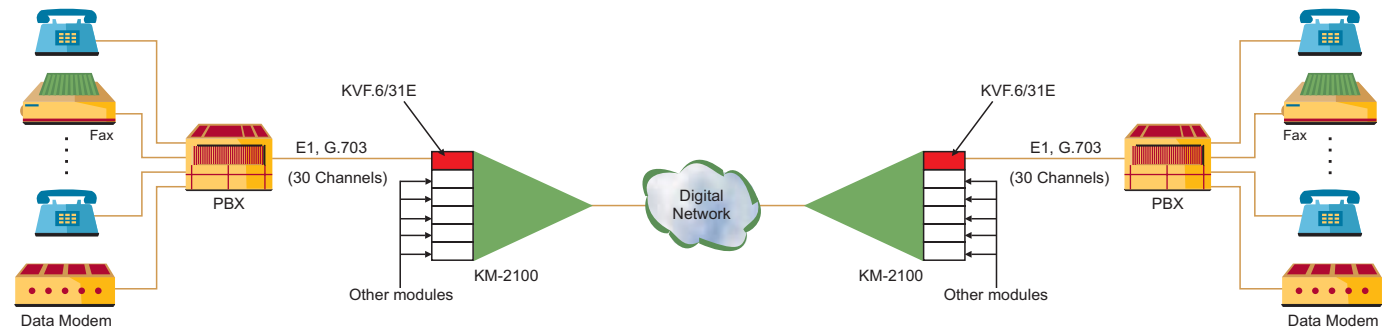 KVF.6/31E
KVF.6/31E
Fax
Fax
E1, G.703
(30 Channels)
E1, G.703
(30 Channels)
PBX
PBX
Digital
Network
KM-2100
KM-2100
Other modules
Other modules
Data Modem
Data Modem